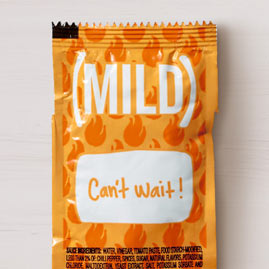 (MILD)
Can't wait!
SAUCE INGREDIENTS: WATER, VINEGAR, TOMATO PASTE, FOOD STARCH-MODIFIED,
LESS THAN 2% OF: CHILI PEPPER, SPICES, SUGAR, NATURAL FLAVORS, POTASSIUM
CHLORIDE, MALTODEXTRIN, YEAST EXTRACT, SALT, POTASSIUM SORBATE AND